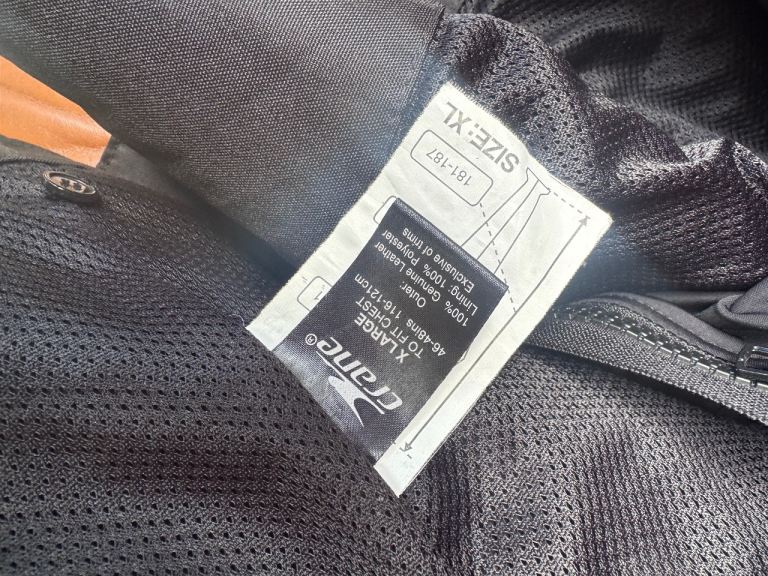 crane®
X LARGE
TO FIT CHEST
46-48ins 116-121cm
Outer:
100% Genuine Leather
Lining: 100% Polyester
Exclusive of trims
SIZE: XL
181-187